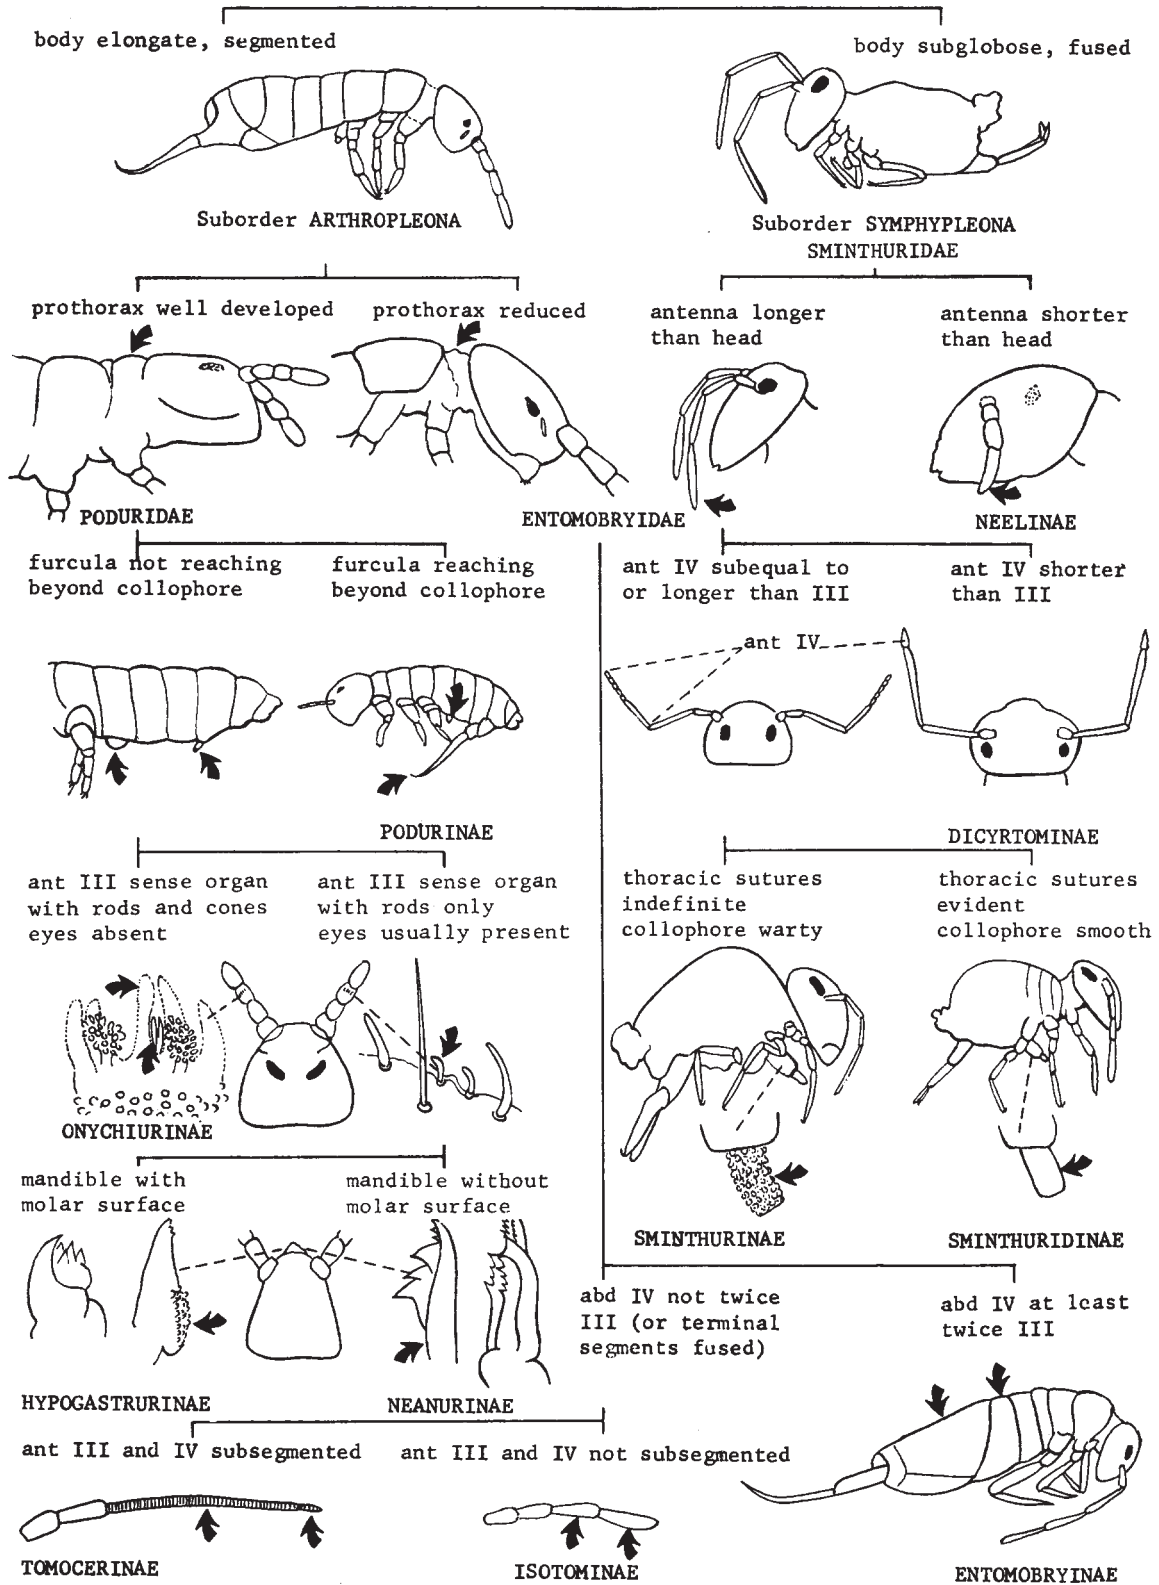 body elongate, segmented
body subglobose, fused
Suborder ARTHROPLEONA
Suborder SYMPHYPLEONA
SMINTHURIDAE
prothorax well developed
prothorax reduced
antenna longer
than head
antenna shorter
than head
PODURIDAE
ENTOMOBRYIDAE
NEELINAE
furcula not reaching
beyond collophore
furcula reaching
beyond collophore
ant IV subequal to
or longer than III
ant IV shorter
than III
ant IV
PODURINAE
DICYRTOMINAE
ant III sense organ
with rods and cones
eyes absent
ant III sense organ
with rods only
eyes usually present
thoracic sutures
indefinite
collophore warty
thoracic sutures
evident
collophore smooth
ONYCHIURINAE
mandible with
molar surface
mandible without
molar surface
SMINTHURINAE
SMINTHURIDINAE
abd IV not twice
III (or terminal
segments fused)
abd IV at least
twice III
HYPOGASTRURINAE
NEANURINAE
ant III and IV subsegmented
ant III and IV not subsegmented
TOMOCERINAE
ISOTOMINAE
ENTOMOBRYINAE